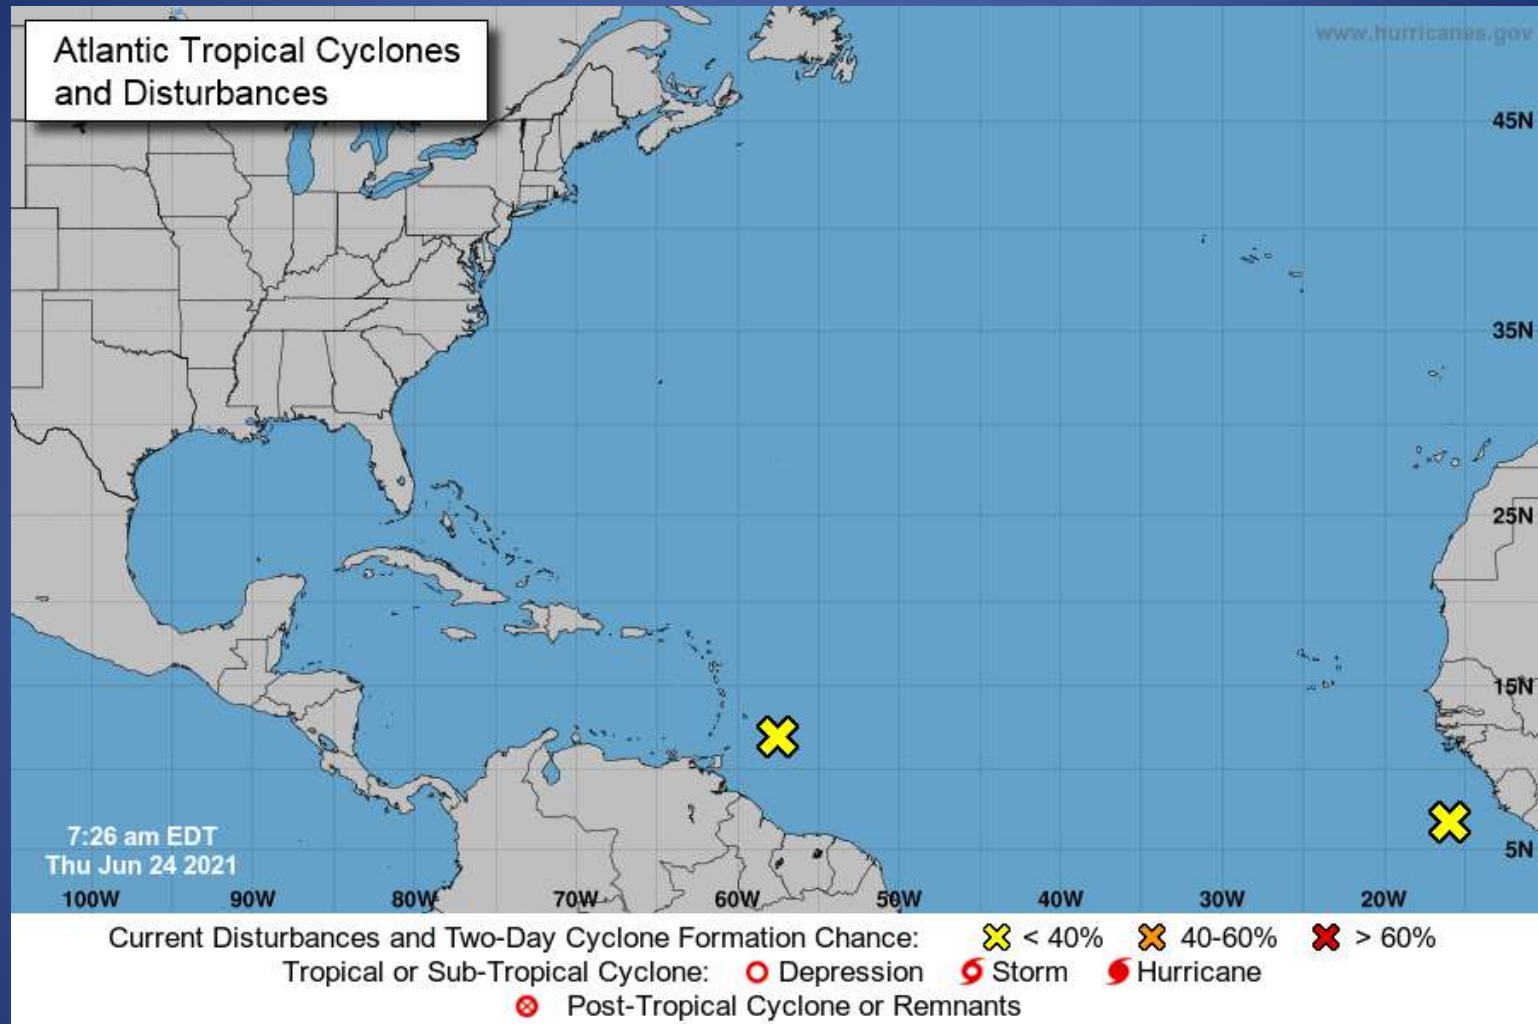 Atlantic Tropical Cyclones
and Disturbances
www.hurricanes.gov
45N
35N
25N
15N
5N
7:26 am EDT
Thu Jun 24 2021
100W 90W 80W 70W 60W 50W 40W 30W 20W
Current Disturbances and Two-Day Cyclone Formation Chance: < 40% 40-60% > 60%
Tropical or Sub-Tropical Cyclone: Depression Storm Hurricane
Post-Tropical Cyclone or Remnants